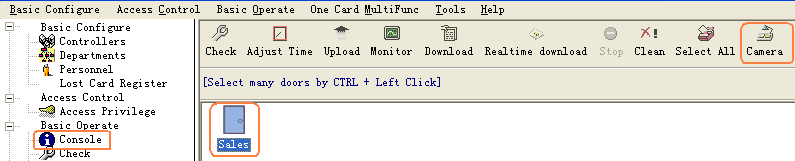 Basic Configure Access Control Basic Operate One Card MultiFunc Tools Help
Basic Configure
Controllers
Departments
Personnel
Lost Card Register
Access Control
Access Privilege
Basic Operate
Console
Check
Check Adjust Time Upload Monitor Download Realtime download Stop Clean Select All Camera
[Select many doors by CTRL + Left Click]
Sales